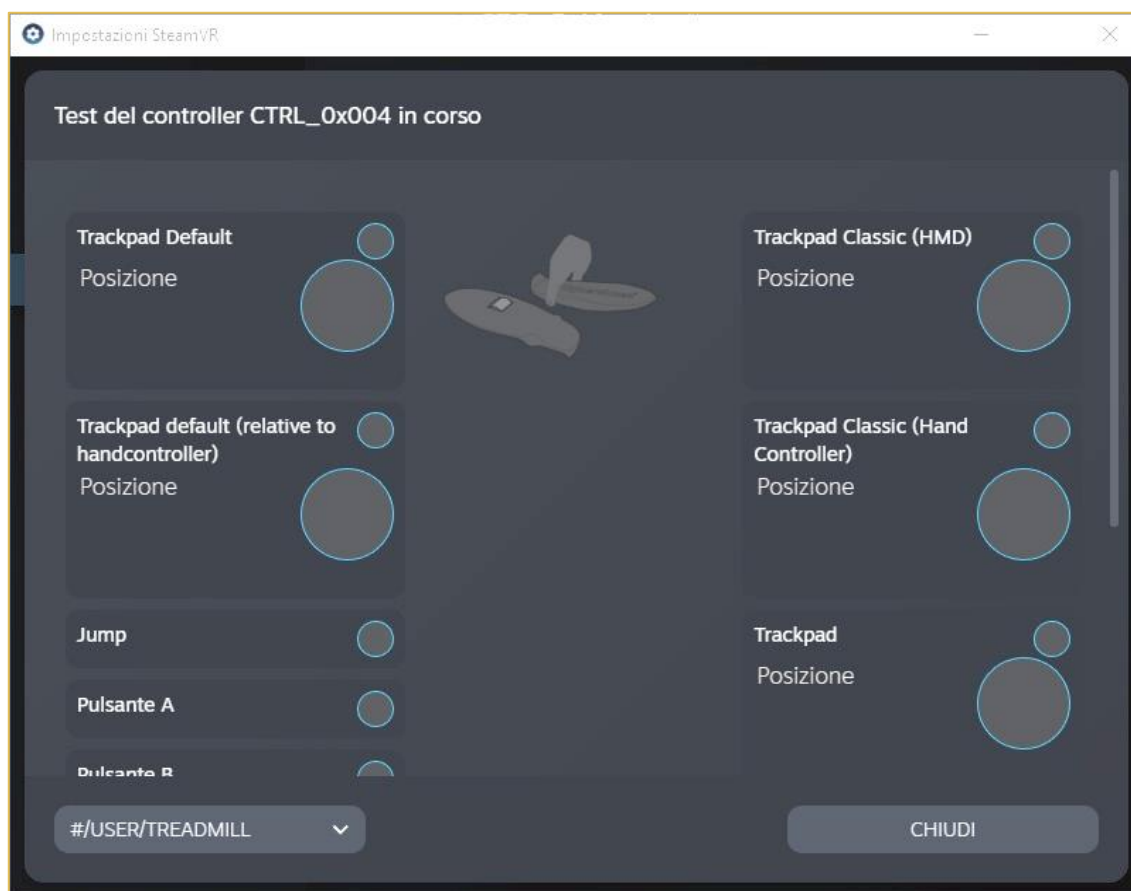 Impostazioni SteamVR
Test del controller CTRL_0x004 in corso
Trackpad Default
Posizione
Trackpad default (relative to
handcontroller)
Posizione
Jump
Pulsante A
Pulsante B
Trackpad Classic (HMD)
Posizione
Trackpad Classic (Hand
Controller)
Posizione
Trackpad
Posizione
#/USER/TREADMILL
CHIUDI